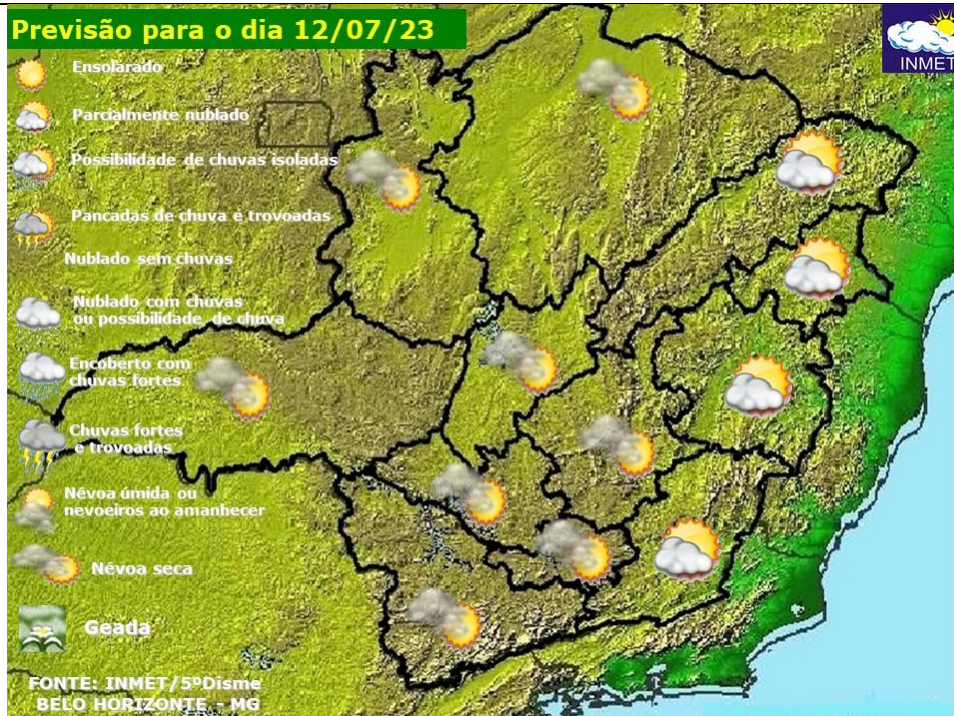 Previsão para o dia 12/07/23
INMET
Ensolarado
Parcialmente nublado
Possibilidade de chuvas isoladas
Pancadas de chuva e trovoadas
Nublado sem chuvas
Nublado com chuvas
ou possibilidade de chuva
Encoberto com
chuvas fortes
Chuvas fortes
e trovoadas
Névoa úmida ou
nevoeiros ao amanhecer
Névoa seca
Geada
FONTE: INMET/5ºDisme
BELO HORIZONTE - MG